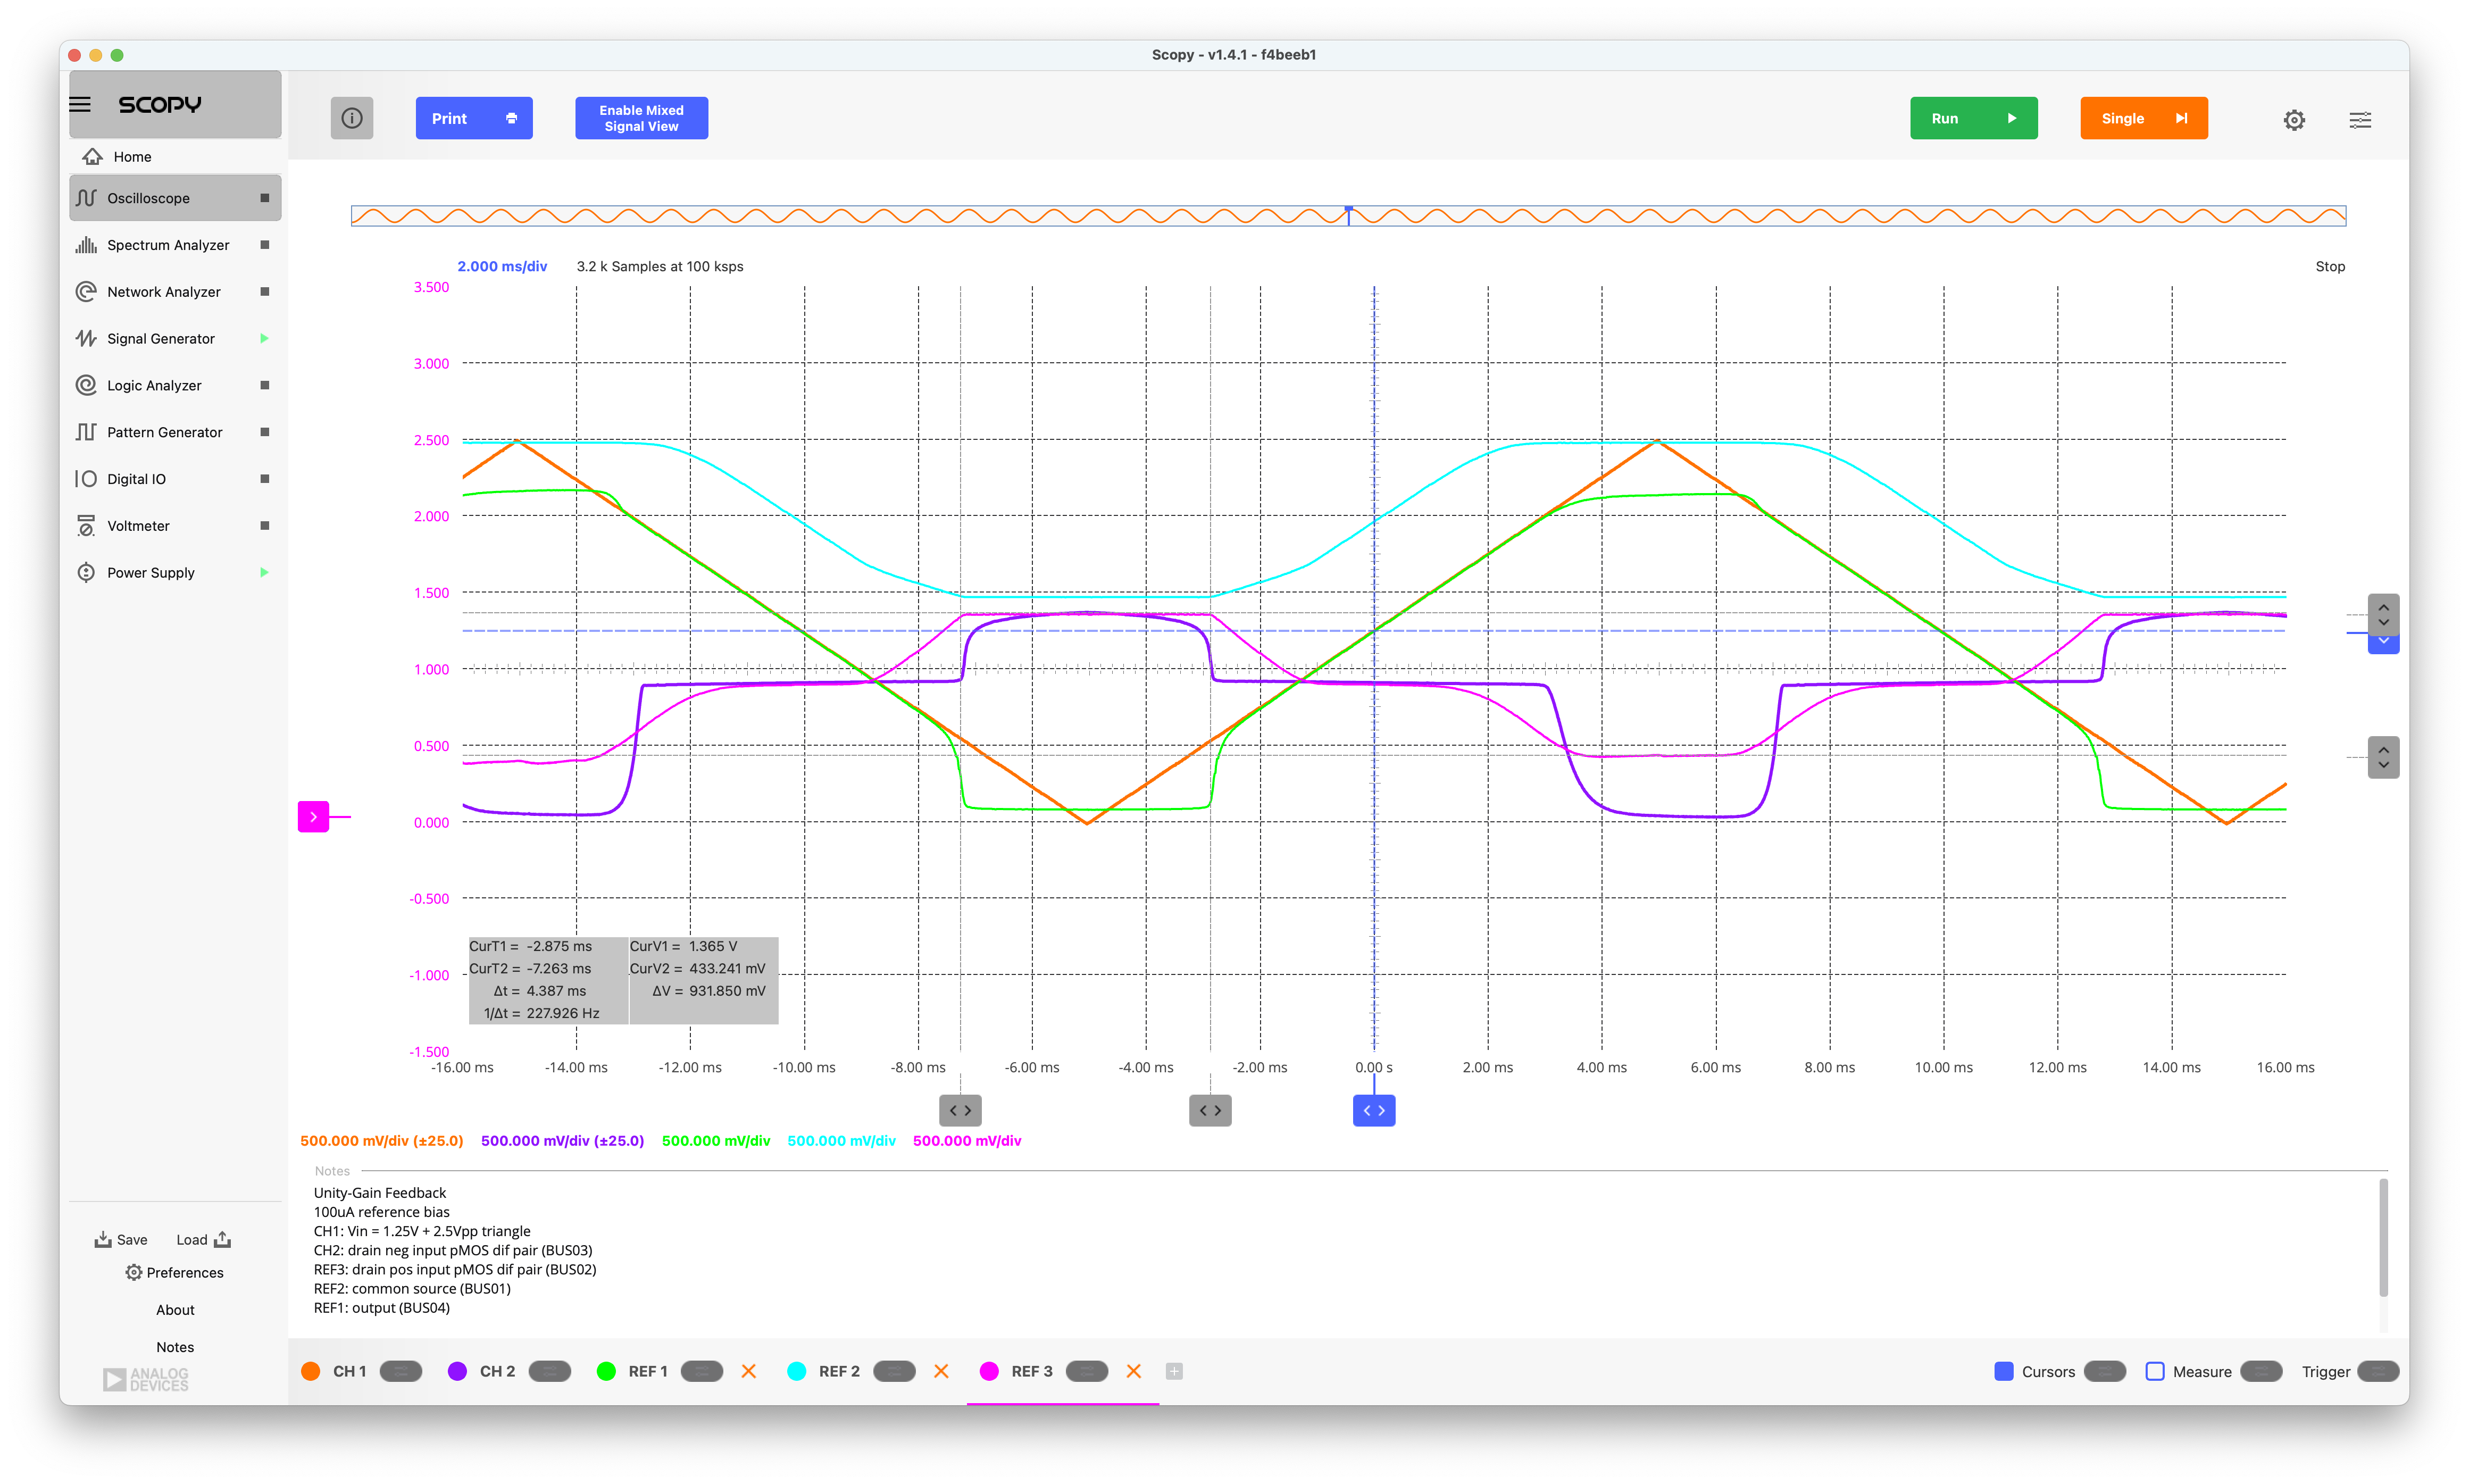 Scopy - v1.4.1 - f4beeb1
SCOPY
Print
Enable Mixed
Signal View
Run
Single
Home
Oscilloscope
Spectrum Analyzer
Network Analyzer
Signal Generator
Logic Analyzer
Pattern Generator
Digital IO
Voltmeter
Power Supply
2.000 ms/div 3.2 k Samples at 100 ksps Stop
3.500
3.000
2.500
2.000
1.500
1.000
0.500
0.000
-0.500
-1.000
-1.500
CurT1 = -2.875 ms CurV1 = 1.365 V
CurT2 = -7.263 ms CurV2 = 433.241 mV
Δt = 4.387 ms ΔV = 931.850 mV
1/Δt = 227.926 Hz
-16.00 ms -14.00 ms -12.00 ms -10.00 ms -8.00 ms -6.00 ms -4.00 ms -2.00 ms 0.00 s 2.00 ms 4.00 ms 6.00 ms 8.00 ms 10.00 ms 12.00 ms 14.00 ms 16.00 ms
500.000 mV/div (±25.0) 500.000 mV/div (±25.0) 500.000 mV/div 500.000 mV/div 500.000 mV/div
Notes
Unity-Gain Feedback
100uA reference bias
CH1: Vin = 1.25V + 2.5Vpp triangle
CH2: drain neg input pMOS dif pair (BUS03)
REF3: drain pos input pMOS dif pair (BUS02)
REF2: common source (BUS01)
REF1: output (BUS04)
Save Load
Preferences
About
Notes
ANALOG
DEVICES
CH 1 CH 2 REF 1 REF 2 REF 3 Cursors Measure Trigger